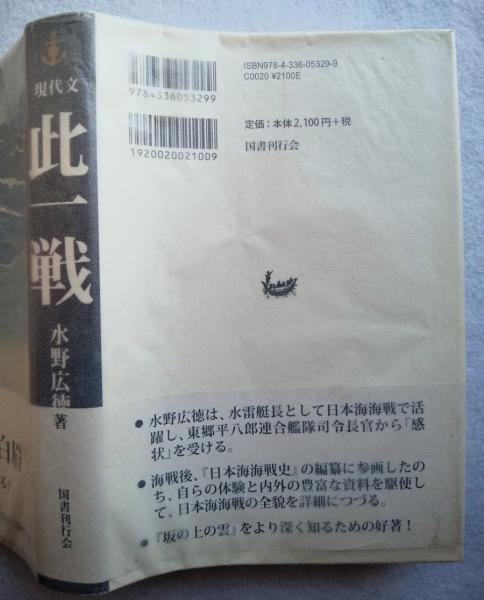 現代文
此一戦
水野広徳著
国書刊行会
9784336053299
1920020021009
ISBN978-4-336-05329-9
C0020 ¥2100E
定価：本体2,100円+税
国書刊行会
●水野広徳は、水雷艇長として日本海海戦で活
躍し、東郷平八郎連合艦隊司令長官から「感
状」を受ける。
●海戦後、『日本海海戦史』の編纂に参画したの
ち、自らの体験と内外の豊富な資料を駆使し
て、日本海海戦の全貌を詳細につづる。
●『坂の上の雲』をより深く知るための好著！